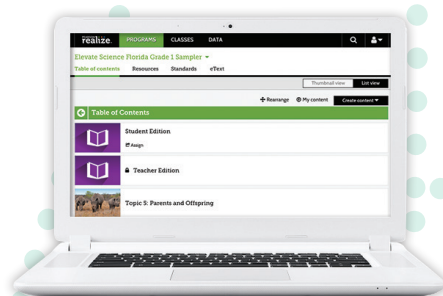 realize.
PROGRAMS
CLASSES
DATA
Elevate Science Florida Grade 1 Sampler
Table of contents
Resources
Standards
eText
Thumbnail view
List view
Rearrange
My content
Create content
Table of Contents
Student Edition
Assign
Teacher Edition
Topic 5: Parents and Offspring